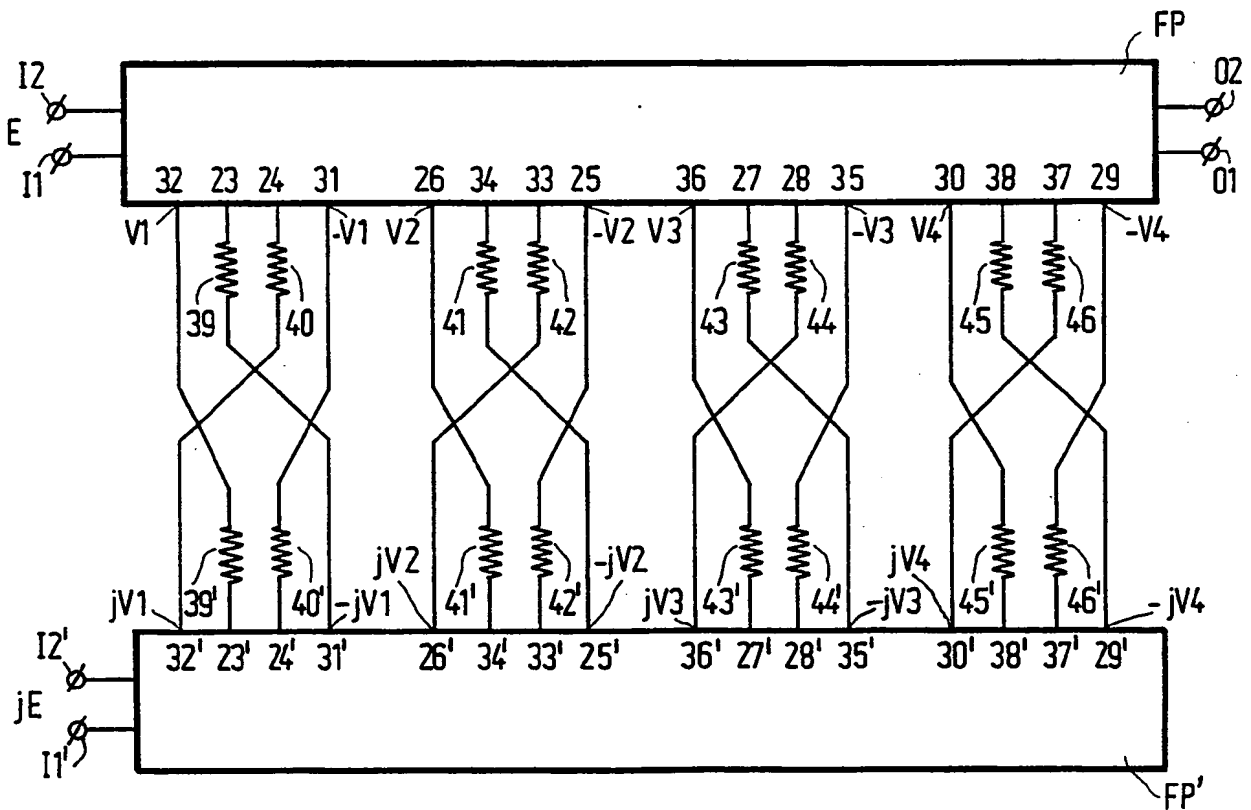 FP
I2
O2
E
I1
O1
32 23 24 31 26 34 33 25 36 27 28 35 30 38 37 29
V1 -V1 V2 -V2 V3 -V3 V4 -V4
39 40 41 42 43 44 45 46
jV2 -jV2 jV4
jV1 39' 40' -jV1 41' 42' jV3 43' 44' -jV3 45' 46' -jV4
I2' 32' 23' 24' 31' 26' 34' 33' 25' 36' 27' 28' 35' 30' 38' 37' 29'
jE
I1'
FP'